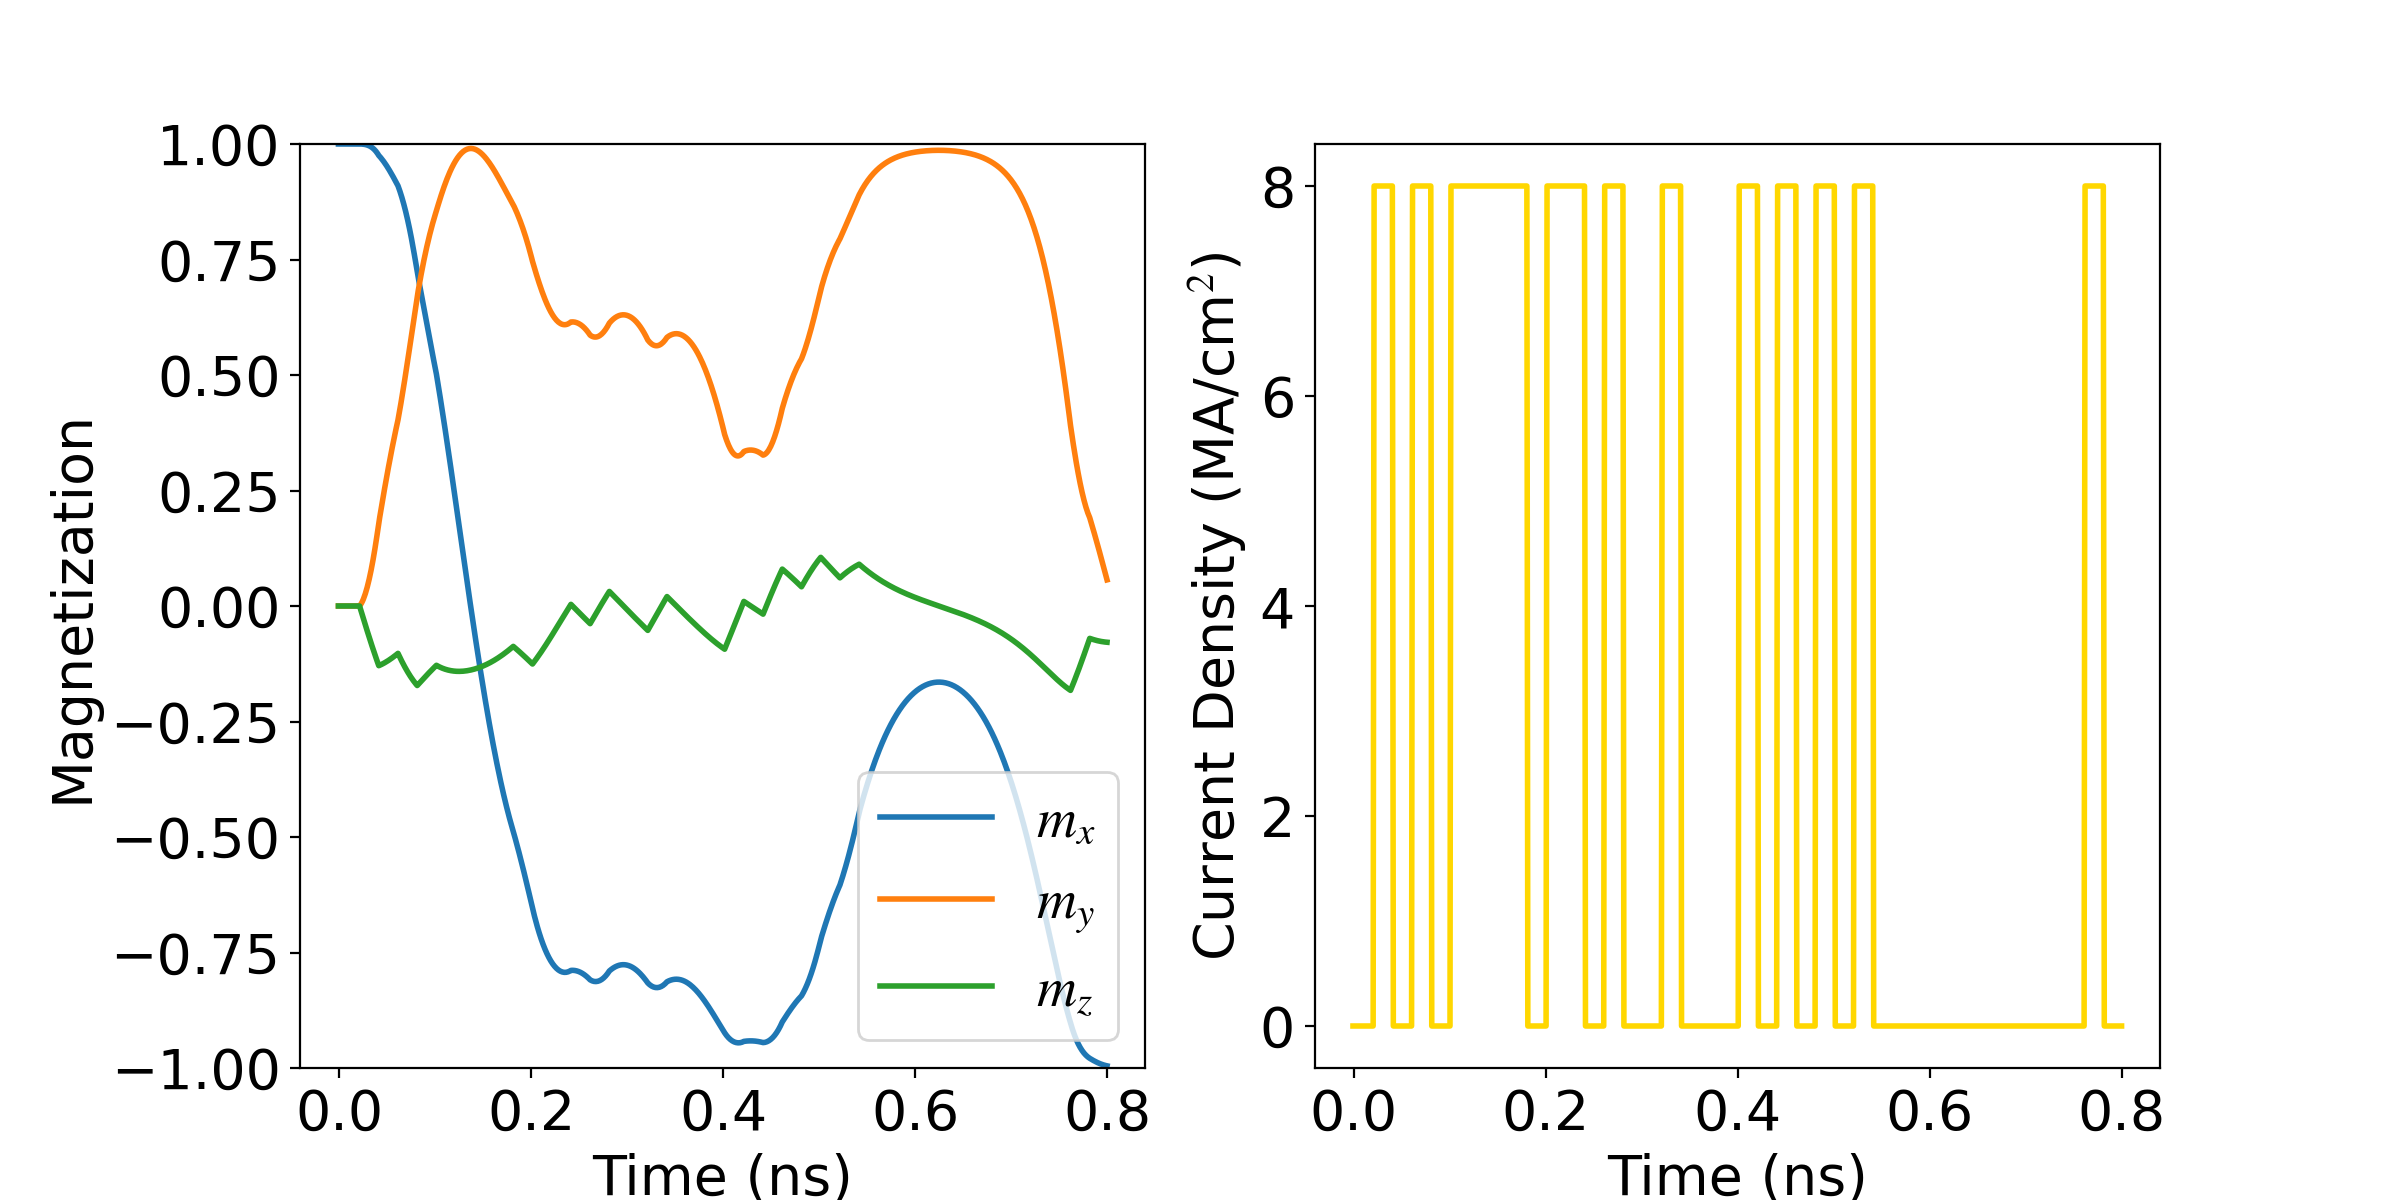 1.00
0.75
0.50
0.25
0.00
−0.25
−0.50
−0.75
−1.00
Magnetization
0.0 0.2 0.4 0.6 0.8
Time (ns)
m_x
m_y
m_z
8
6
4
2
0
Current Density (MA/cm²)
0.0 0.2 0.4 0.6 0.8
Time (ns)